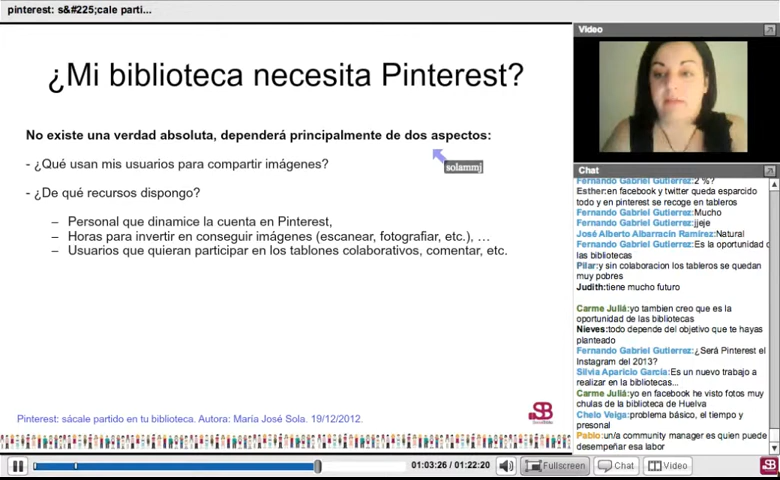 pinterest: s&#225;cale parti...
¿Mi biblioteca necesita Pinterest?
No existe una verdad absoluta, dependerá principalmente de dos aspectos:
solammj
- ¿Qué usan mis usuarios para compartir imágenes?
- ¿De qué recursos dispongo?
– Personal que dinamice la cuenta en Pinterest,
– Horas para invertir en conseguir imágenes (escanear, fotografiar, etc.), …
– Usuarios que quieran participar en los tablones colaborativos, comentar, etc.
Pinterest: sácale partido en tu biblioteca. Autora: María José Sola. 19/12/2012.
SB
Video
Chat
Fernando Gabriel Gutierrez:2 %?
Esther:en facebook y twitter queda esparcido
todo y en pinterest se recoge en tableros
Fernando Gabriel Gutierrez:Mucho
Fernando Gabriel Gutierrez:jjeje
José Alberto Albarracín Ramírez:Natural
Fernando Gabriel Gutierrez:Es la oportunidad
las bibliotecas
Pilar:y sin colaboracion los tableros se quedan
muy pobres
Judith:tiene mucho futuro
Carme Juliá:yo tambien creo que es la
oportunidad de las bibliotecas
Nieves:todo depende del objetivo que te hayas
planteado
Fernando Gabriel Gutierrez:¿Será Pinterest el
Instagram del 2013?
Silvia Aparicio García:Es un nuevo trabajo a
realizar en la bibliotecas...
Carme Juliá:yo en facebook he visto fotos muy
chulas de la biblioteca de Huelva
Chelo Veiga:problema básico, el tiempo y
presonal
Pablo:un/a community manager es quien puede
desempeñar esa labor
01:03:26 / 01:22:20
Fullscreen
Chat
Video
SB